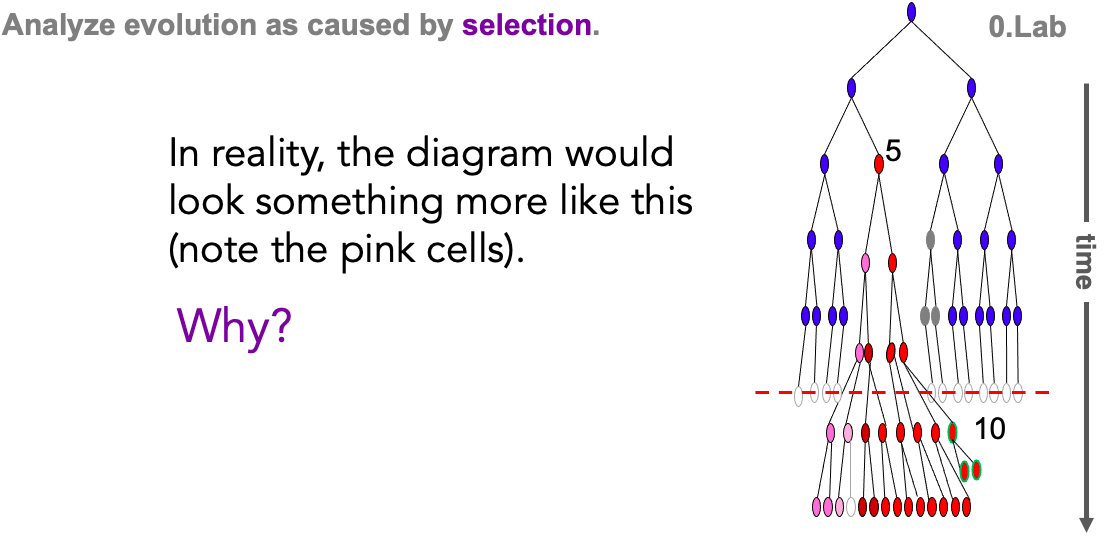 Analyze evolution as caused by selection.
0.Lab
In reality, the diagram would
look something more like this
(note the pink cells).
Why?
5
time
10